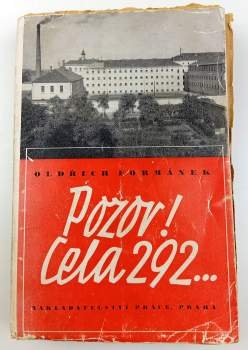 OLDŘICH FORMÁNEK
Pozor!
Cela 292...
NAKLADATELSTVÍ PRÁCE, PRAHA